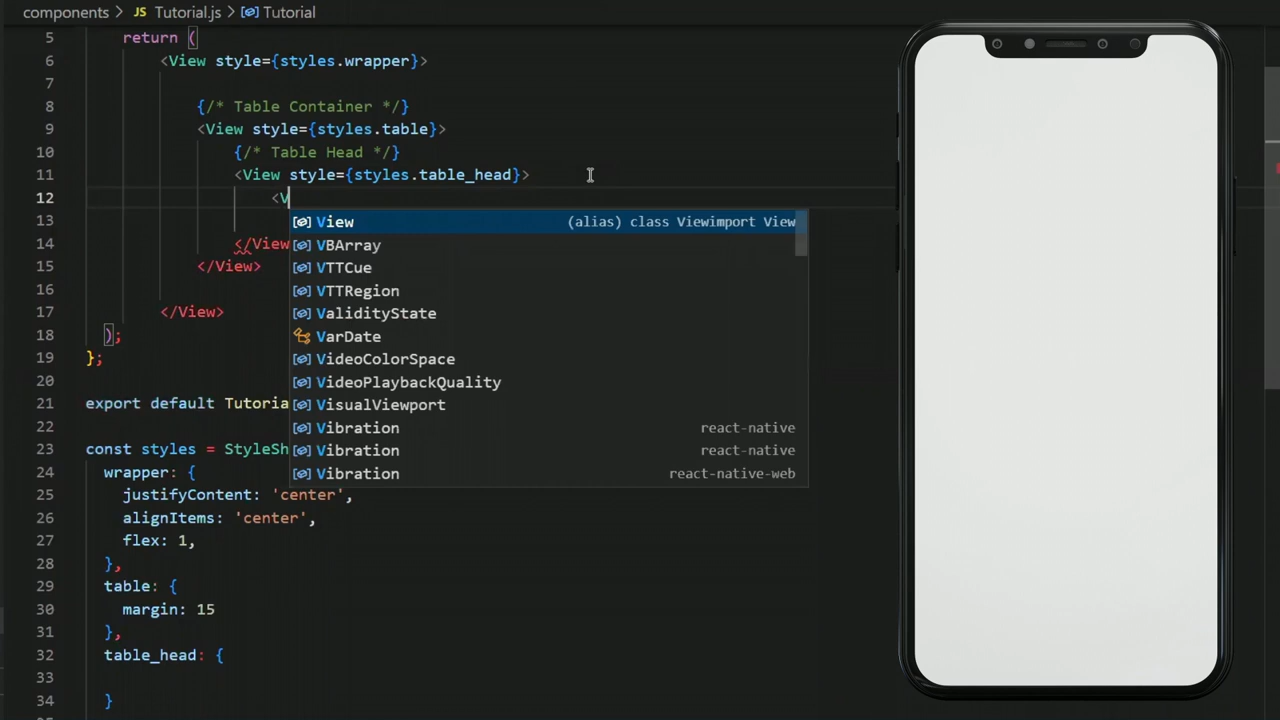 components > JS Tutorial.js > Tutorial
5 return (
6 <View style={styles.wrapper}>
7
8 {/* Table Container */}
9 <View style={styles.table}>
10 {/* Table Head */}
11 <View style={styles.table_head}>
12 <V
View (alias) class Viewimport View
13 VBArray
14 </View VTTCue
15 </View> VTTRegion
16 ValidityState
17 </View> VarDate
18 ); VideoColorSpace
19 }; VideoPlaybackQuality
20 VisualViewport
21 export default Tutoria Vibration react-native
22 Vibration react-native
23 const styles = StyleSh Vibration react-native-web
24 wrapper: {
25 justifyContent: 'center',
26 alignItems: 'center',
27 flex: 1,
28 },
29 table: {
30 margin: 15
31 },
32 table_head: {
33
34 }